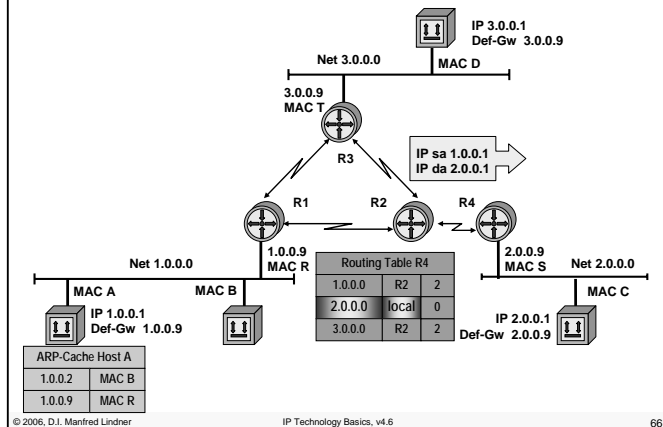 IP 3.0.0.1
Def-Gw 3.0.0.9
Net 3.0.0.0
MAC D
3.0.0.9
MAC T
R3
IP sa 1.0.0.1
IP da 2.0.0.1
R1
R2
R4
1.0.0.9
MAC R
2.0.0.9
MAC S
Net 1.0.0.0
Net 2.0.0.0
Routing Table R4
1.0.0.0 R2 2
2.0.0.0 local 0
3.0.0.0 R2 2
MAC A
MAC B
MAC C
IP 1.0.0.1
Def-Gw 1.0.0.9
IP 2.0.0.1
Def-Gw 2.0.0.9
ARP-Cache Host A
1.0.0.2 MAC B
1.0.0.9 MAC R
© 2006, D.I. Manfred Lindner
IP Technology Basics, v4.6
66